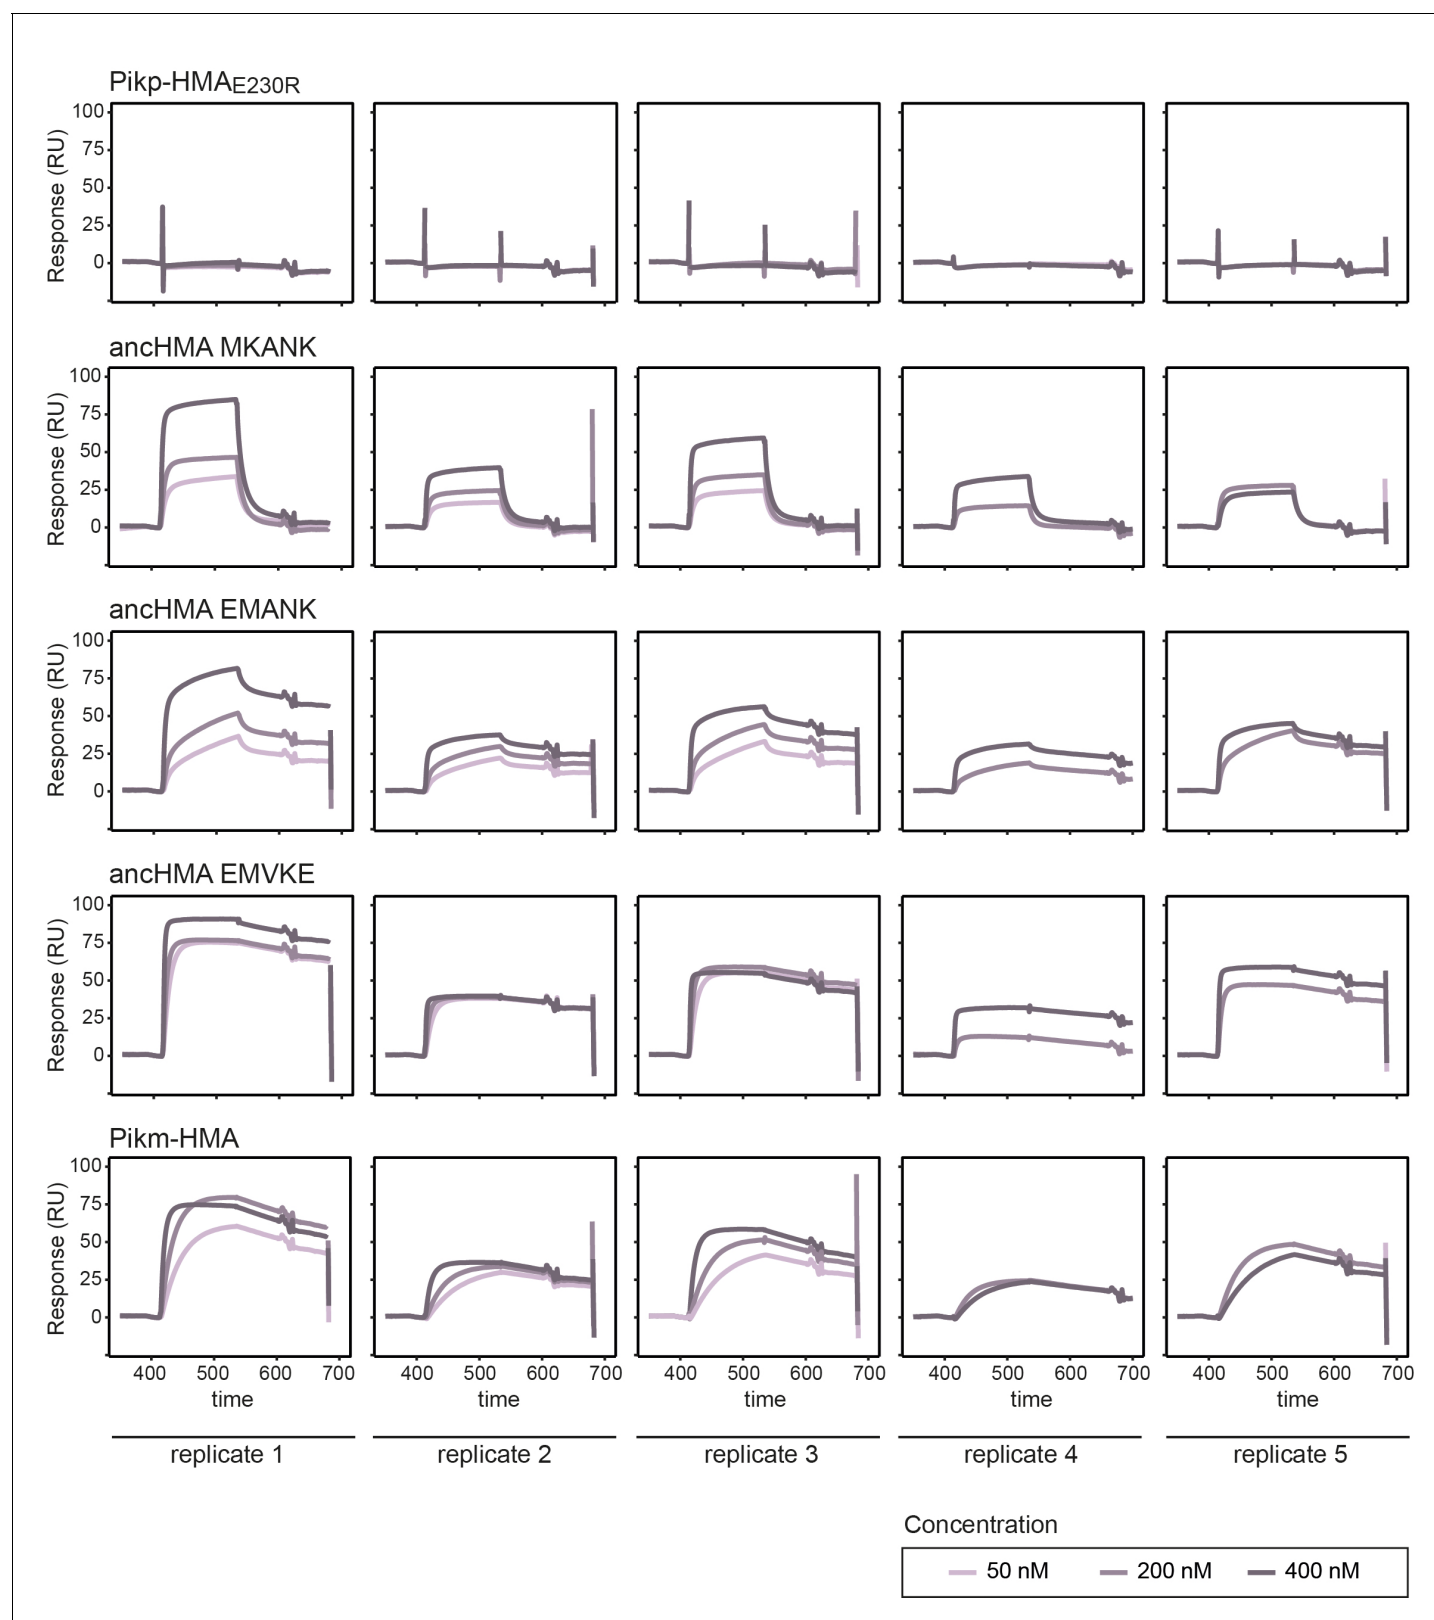 Pikp-HMAE230R
Response (RU)
100
75
50
25
0
ancHMA MKANK
Response (RU)
100
75
50
25
0
ancHMA EMANK
Response (RU)
100
75
50
25
0
ancHMA EMVKE
Response (RU)
100
75
50
25
0
Pikm-HMA
Response (RU)
100
75
50
25
0
400 500 600 700 400 500 600 700 400 500 600 700 400 500 600 700 400 500 600 700
time time time time time
replicate 1 replicate 2 replicate 3 replicate 4 replicate 5
Concentration
50 nM 200 nM 400 nM